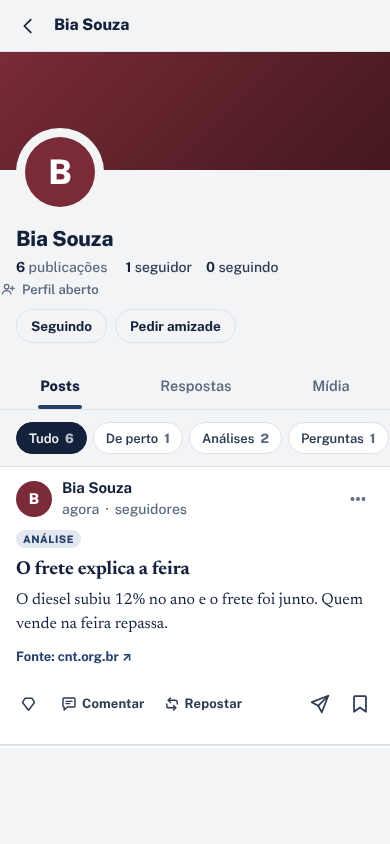 Bia Souza
B
Bia Souza
6 publicações 1 seguidor 0 seguindo
Perfil aberto
Seguindo Pedir amizade
Posts Respostas Mídia
Tudo 6 De perto 1 Análises 2 Perguntas 1
B
Bia Souza
agora · seguidores
ANÁLISE
O frete explica a feira
O diesel subiu 12% no ano e o frete foi junto. Quem
vende na feira repassa.
Fonte: cnt.org.br ↗
Comentar Repostar